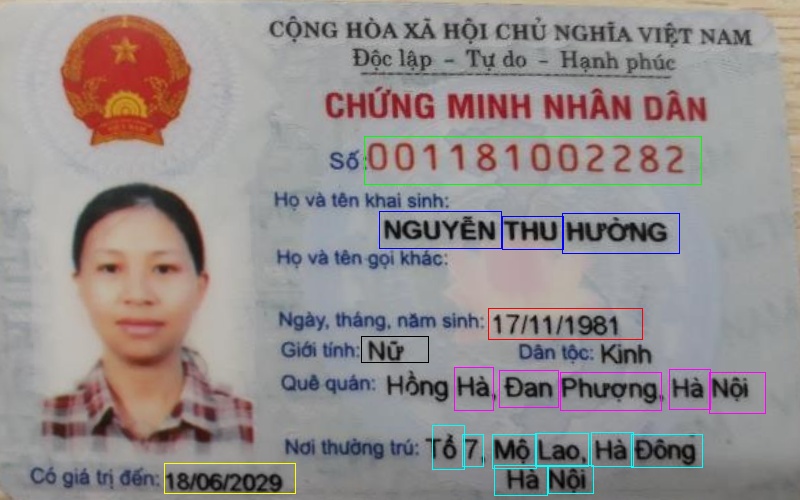 CỘNG HÒA XÃ HỘI CHỦ NGHĨA VIỆT NAM
Độc lập - Tự do - Hạnh phúc
CHỨNG MINH NHÂN DÂN
Số: 001181002282
Họ và tên khai sinh:
NGUYỄN THU HƯỜNG
Họ và tên gọi khác:
Ngày, tháng, năm sinh: 17/11/1981
Giới tính: Nữ Dân tộc: Kinh
Quê quán: Hồng Hà, Đan Phượng, Hà Nội
Nơi thường trú: Tổ 7, Mộ Lao, Hà Đông
Hà Nội
Có giá trị đến: 18/06/2029